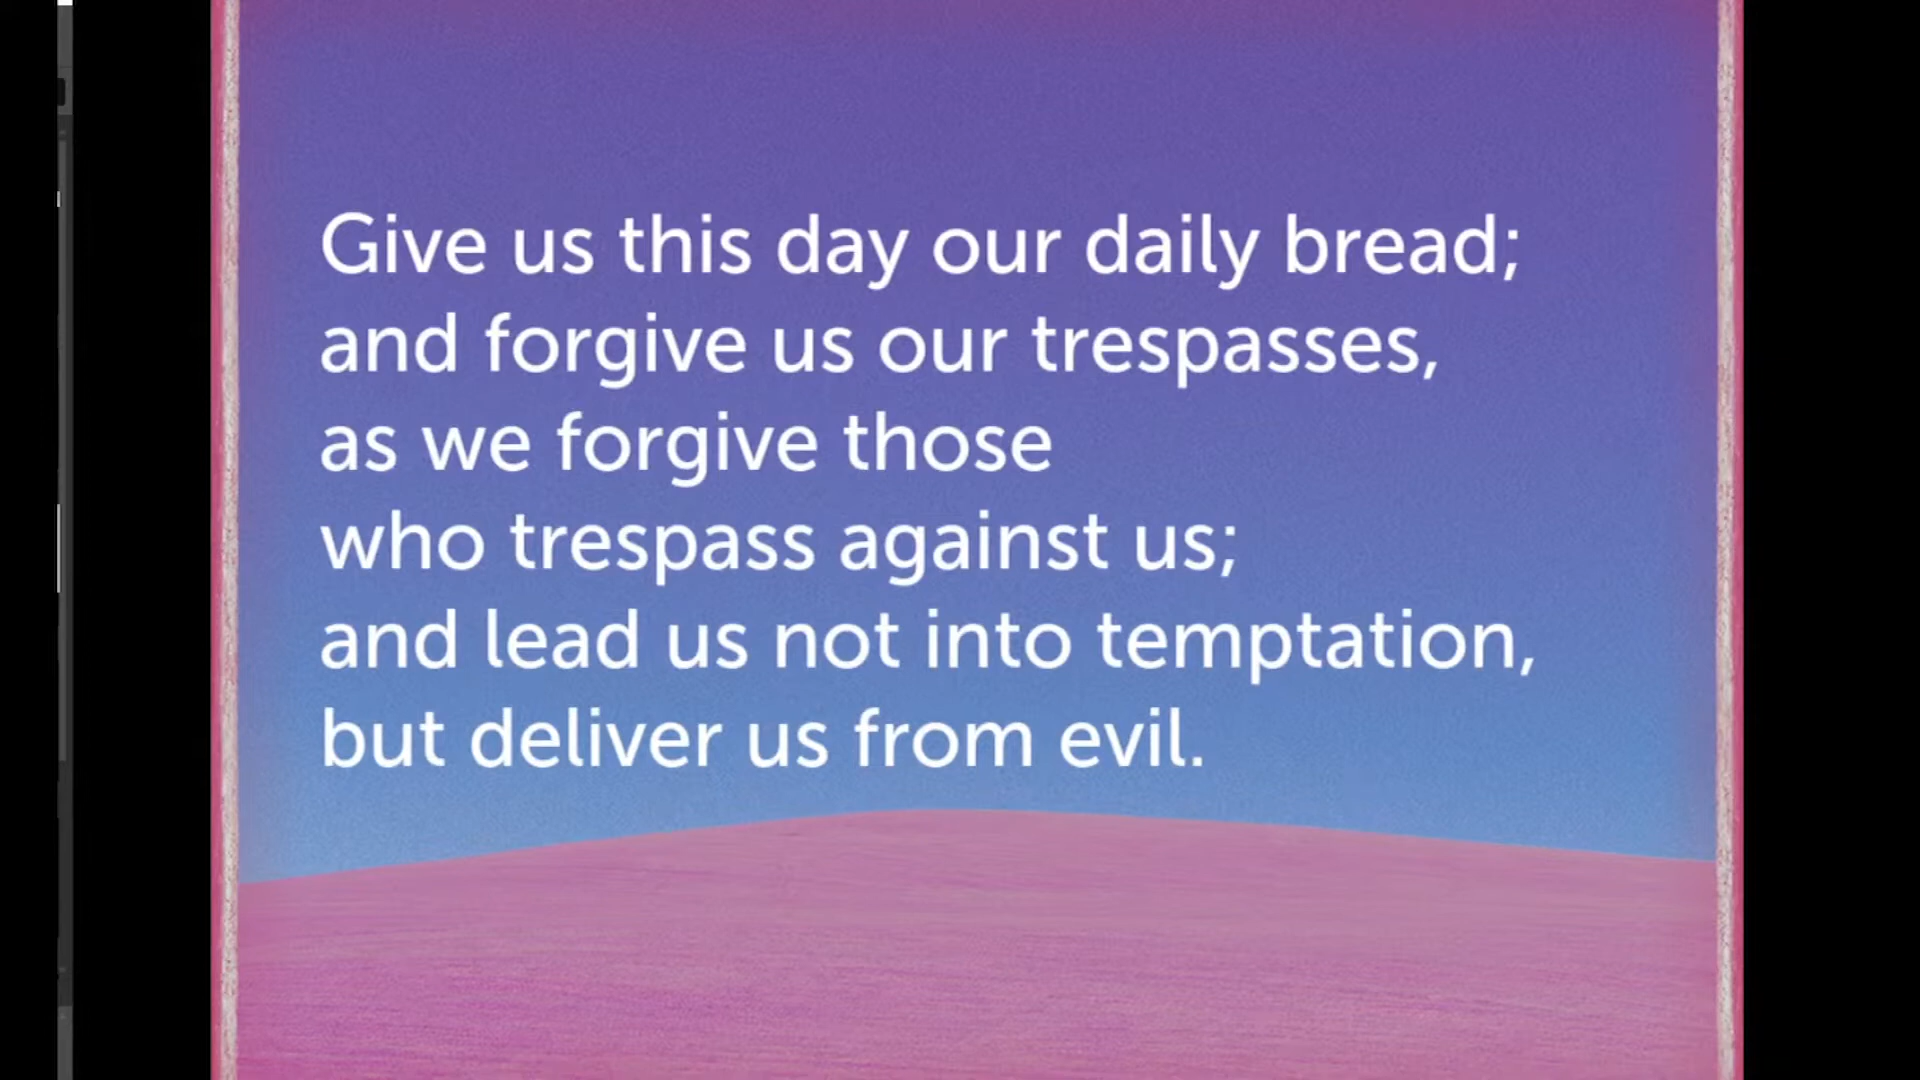 Give us this day our daily bread;
and forgive us our trespasses,
as we forgive those
who trespass against us;
and lead us not into temptation,
but deliver us from evil.